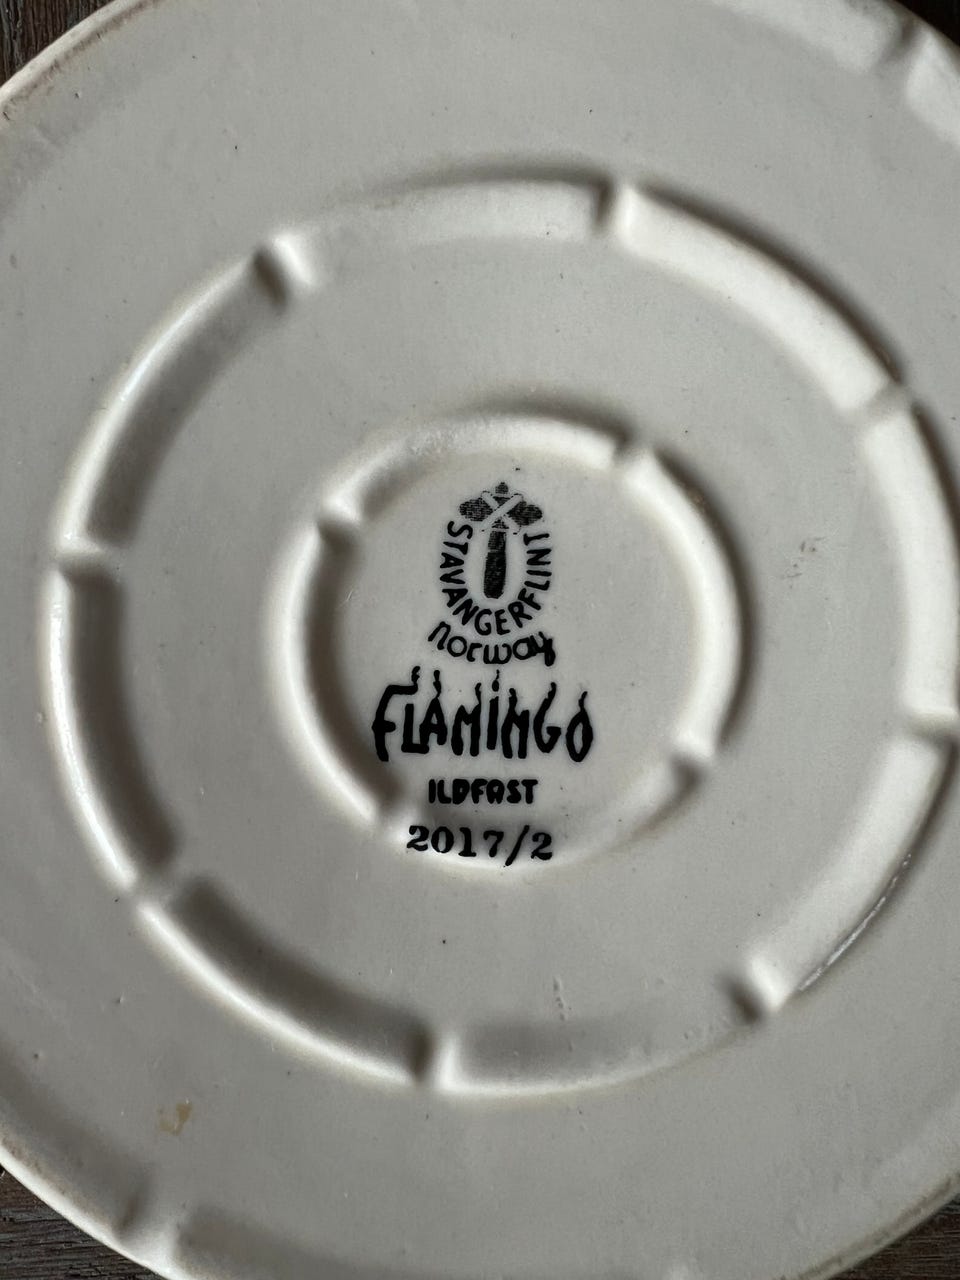 STAVANGERFLINT
norway
FLAMINGO
ILDFAST
2017/2